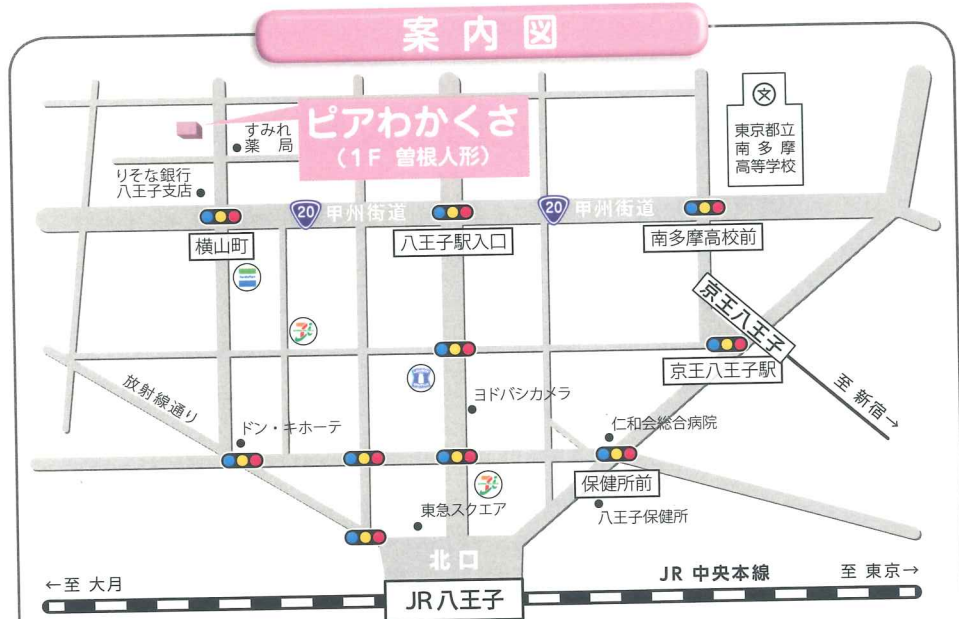 案内図
ピアわかくさ
(1F 曽根人形)
すみれ
薬局
りそな銀行
八王子支店
東京都立
南多摩
高等学校
文
20 甲州街道
20 甲州街道
横山町
八王子駅入口
南多摩高校前
京王八王子
京王八王子駅
至 新宿→
放射線通り
ドン・キホーテ
ヨドバシカメラ
仁和会総合病院
保健所前
八王子保健所
東急スクエア
北口
←至 大月
JR 八王子
JR 中央本線
至 東京→